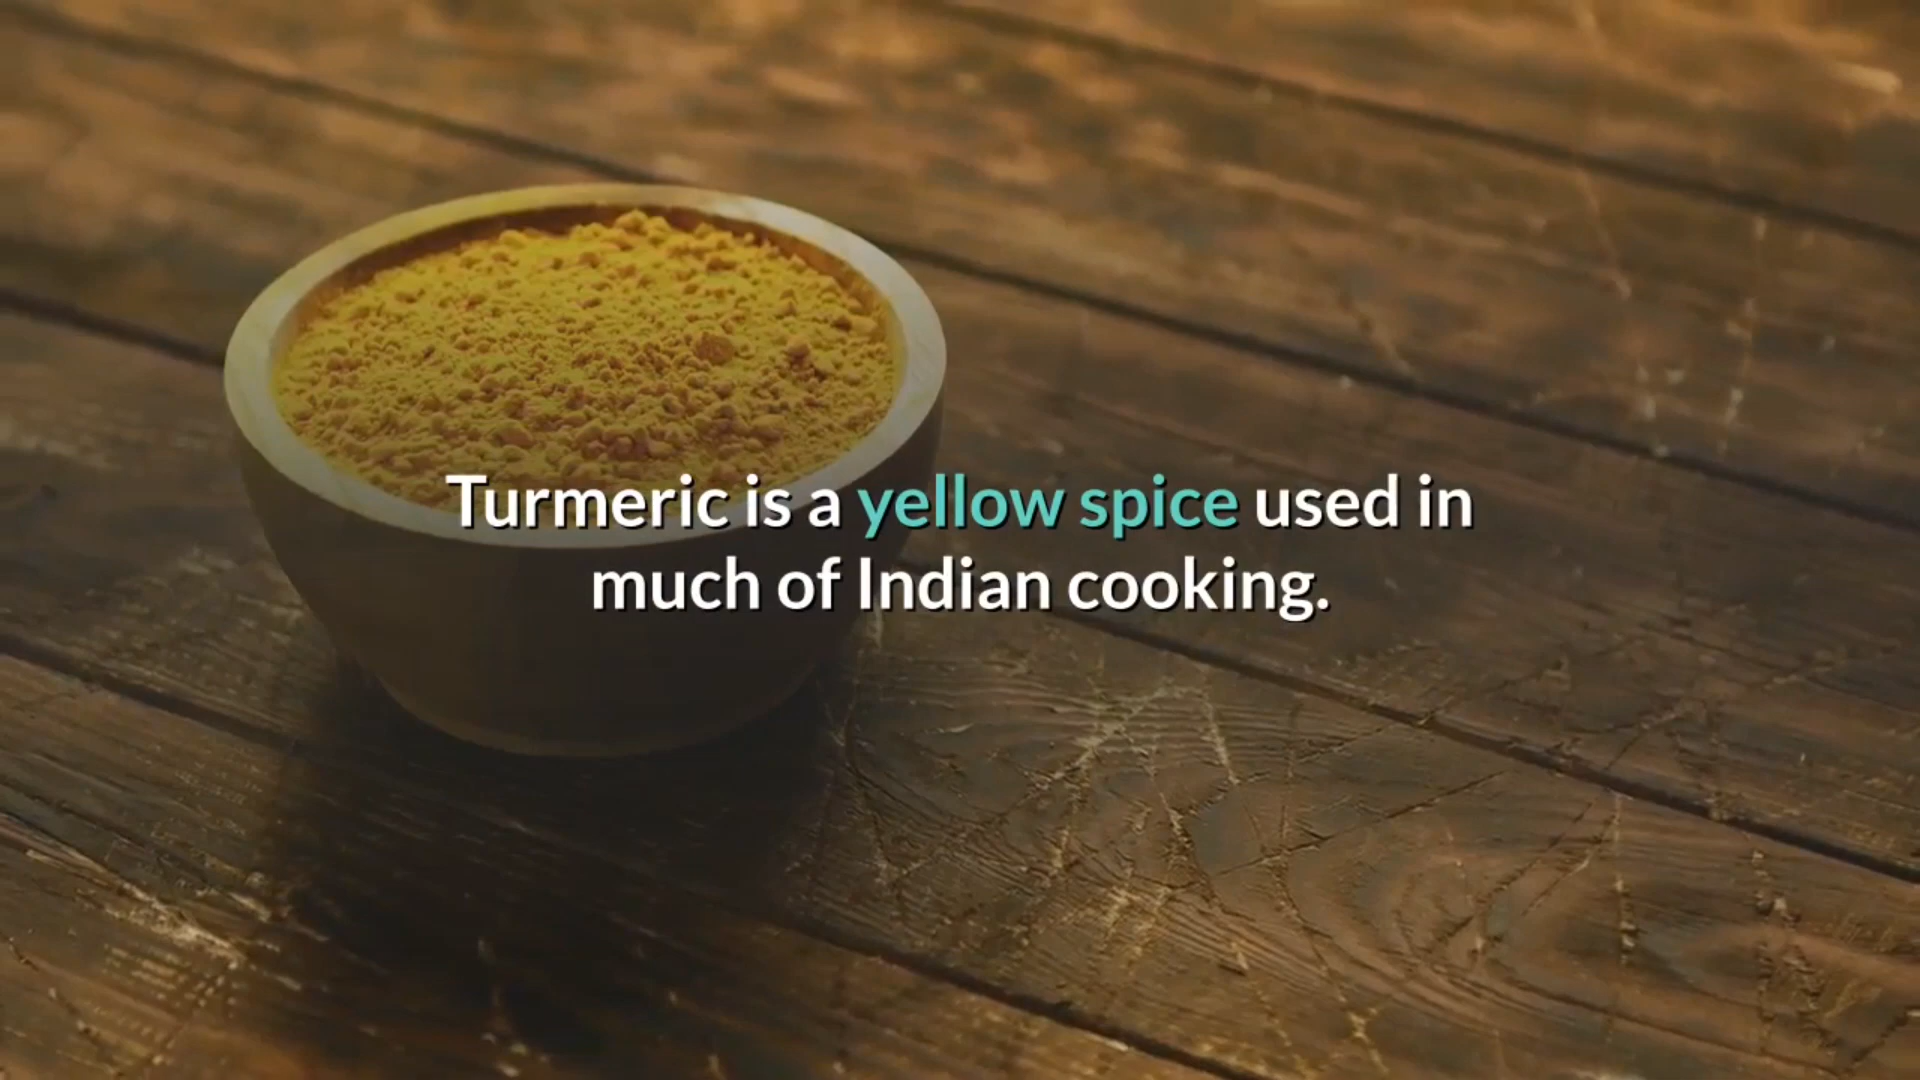 Turmeric is a yellow spice used in
much of Indian cooking.